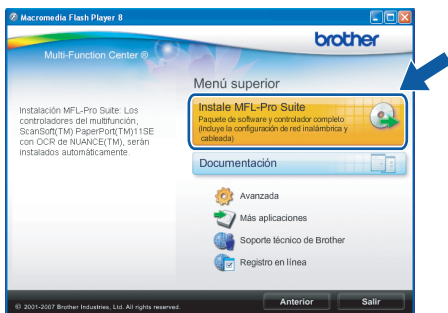 Macromedia Flash Player 8
brother
Multi-Function Center ®
Menú superior
Instalación MFL-Pro Suite: Los
controladores del multifunción,
ScanSoft(TM) PaperPort(TM)11SE
con OCR de NUANCE(TM), serán
instalados automáticamente.
Instale MFL-Pro Suite
Paquete de software y controlador completo
(Incluye la configuración de red inalámbrica y
cableada)
Documentación
Avanzada
Más aplicaciones
Soporte técnico de Brother
Registro en línea
© 2001-2007 Brother Industries, Ltd. All rights reserved.
Anterior
Salir